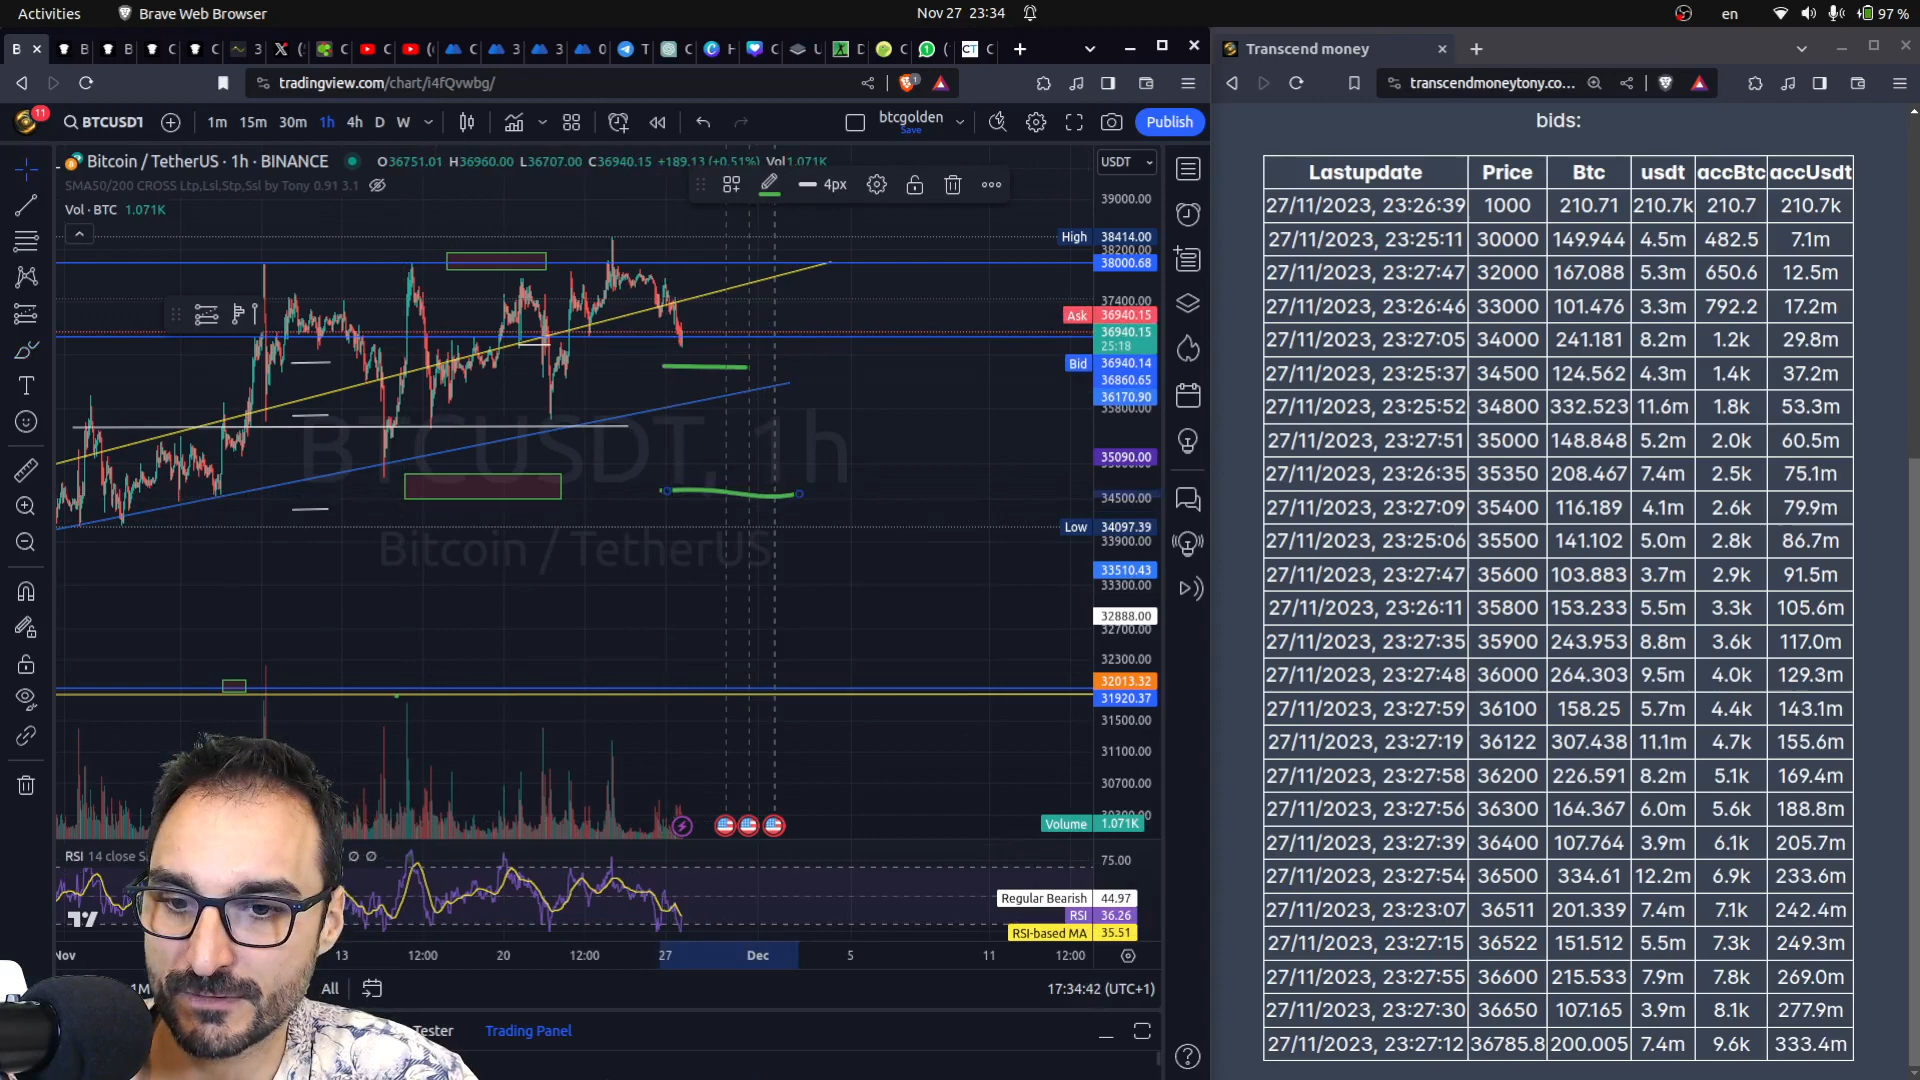 Activities
Brave Web Browser
Nov 27 23:34
en
97 %
B
tradingview.com/chart/i4fQvwbg/
Transcend money
transcendmoneytony.co...
11
BTCUSDT
1m 15m 30m 1h 4h D W
btcgolden
Save
Publish
Bitcoin / TetherUS · 1h · BINANCE
O36751.01 H36960.00 L36707.00 C36940.15 +189.13 (+0.51%) Vol1.071K
SMA50/200 CROSS Ltp,Lsl,Stp,Ssl by Tony 0.91 3.1
Vol · BTC 1.071K
4px
USDT
39000.00
High 38414.00
38200.00
38000.68
37400.00
Ask 36940.15
36940.15
25:18
Bid 36940.14
36860.65
36170.90
35800.00
35090.00
34500.00
Low 34097.39
33900.00
33510.43
33300.00
32888.00
32700.00
32300.00
32013.32
31920.37
31500.00
31100.00
30700.00
Volume 1.071K
BTCUSDT, 1h
Bitcoin / TetherUS
RSI 14 close
75.00
Regular Bearish 44.97
RSI 36.26
RSI-based MA 35.51
Nov 13 12:00 20 12:00 27 Dec 5 11 12:00
1M All
17:34:42 (UTC+1)
Tester Trading Panel
bids:
Lastupdate Price Btc usdt accBtc accUsdt
27/11/2023, 23:26:39 1000 210.71 210.7k 210.7 210.7k
27/11/2023, 23:25:11 30000 149.944 4.5m 482.5 7.1m
27/11/2023, 23:27:47 32000 167.088 5.3m 650.6 12.5m
27/11/2023, 23:26:46 33000 101.476 3.3m 792.2 17.2m
27/11/2023, 23:27:05 34000 241.181 8.2m 1.2k 29.8m
27/11/2023, 23:25:37 34500 124.562 4.3m 1.4k 37.2m
27/11/2023, 23:25:52 34800 332.523 11.6m 1.8k 53.3m
27/11/2023, 23:27:51 35000 148.848 5.2m 2.0k 60.5m
27/11/2023, 23:26:35 35350 208.467 7.4m 2.5k 75.1m
27/11/2023, 23:27:09 35400 116.189 4.1m 2.6k 79.9m
27/11/2023, 23:25:06 35500 141.102 5.0m 2.8k 86.7m
27/11/2023, 23:27:47 35600 103.883 3.7m 2.9k 91.5m
27/11/2023, 23:26:11 35800 153.233 5.5m 3.3k 105.6m
27/11/2023, 23:27:35 35900 243.953 8.8m 3.6k 117.0m
27/11/2023, 23:27:48 36000 264.303 9.5m 4.0k 129.3m
27/11/2023, 23:27:59 36100 158.25 5.7m 4.4k 143.1m
27/11/2023, 23:27:19 36122 307.438 11.1m 4.7k 155.6m
27/11/2023, 23:27:58 36200 226.591 8.2m 5.1k 169.4m
27/11/2023, 23:27:56 36300 164.367 6.0m 5.6k 188.8m
27/11/2023, 23:27:39 36400 107.764 3.9m 6.1k 205.7m
27/11/2023, 23:27:54 36500 334.61 12.2m 6.9k 233.6m
27/11/2023, 23:23:07 36511 201.339 7.4m 7.1k 242.4m
27/11/2023, 23:27:15 36522 151.512 5.5m 7.3k 249.3m
27/11/2023, 23:27:55 36600 215.533 7.9m 7.8k 269.0m
27/11/2023, 23:27:30 36650 107.165 3.9m 8.1k 277.9m
27/11/2023, 23:27:12 36785.8 200.005 7.4m 9.6k 333.4m